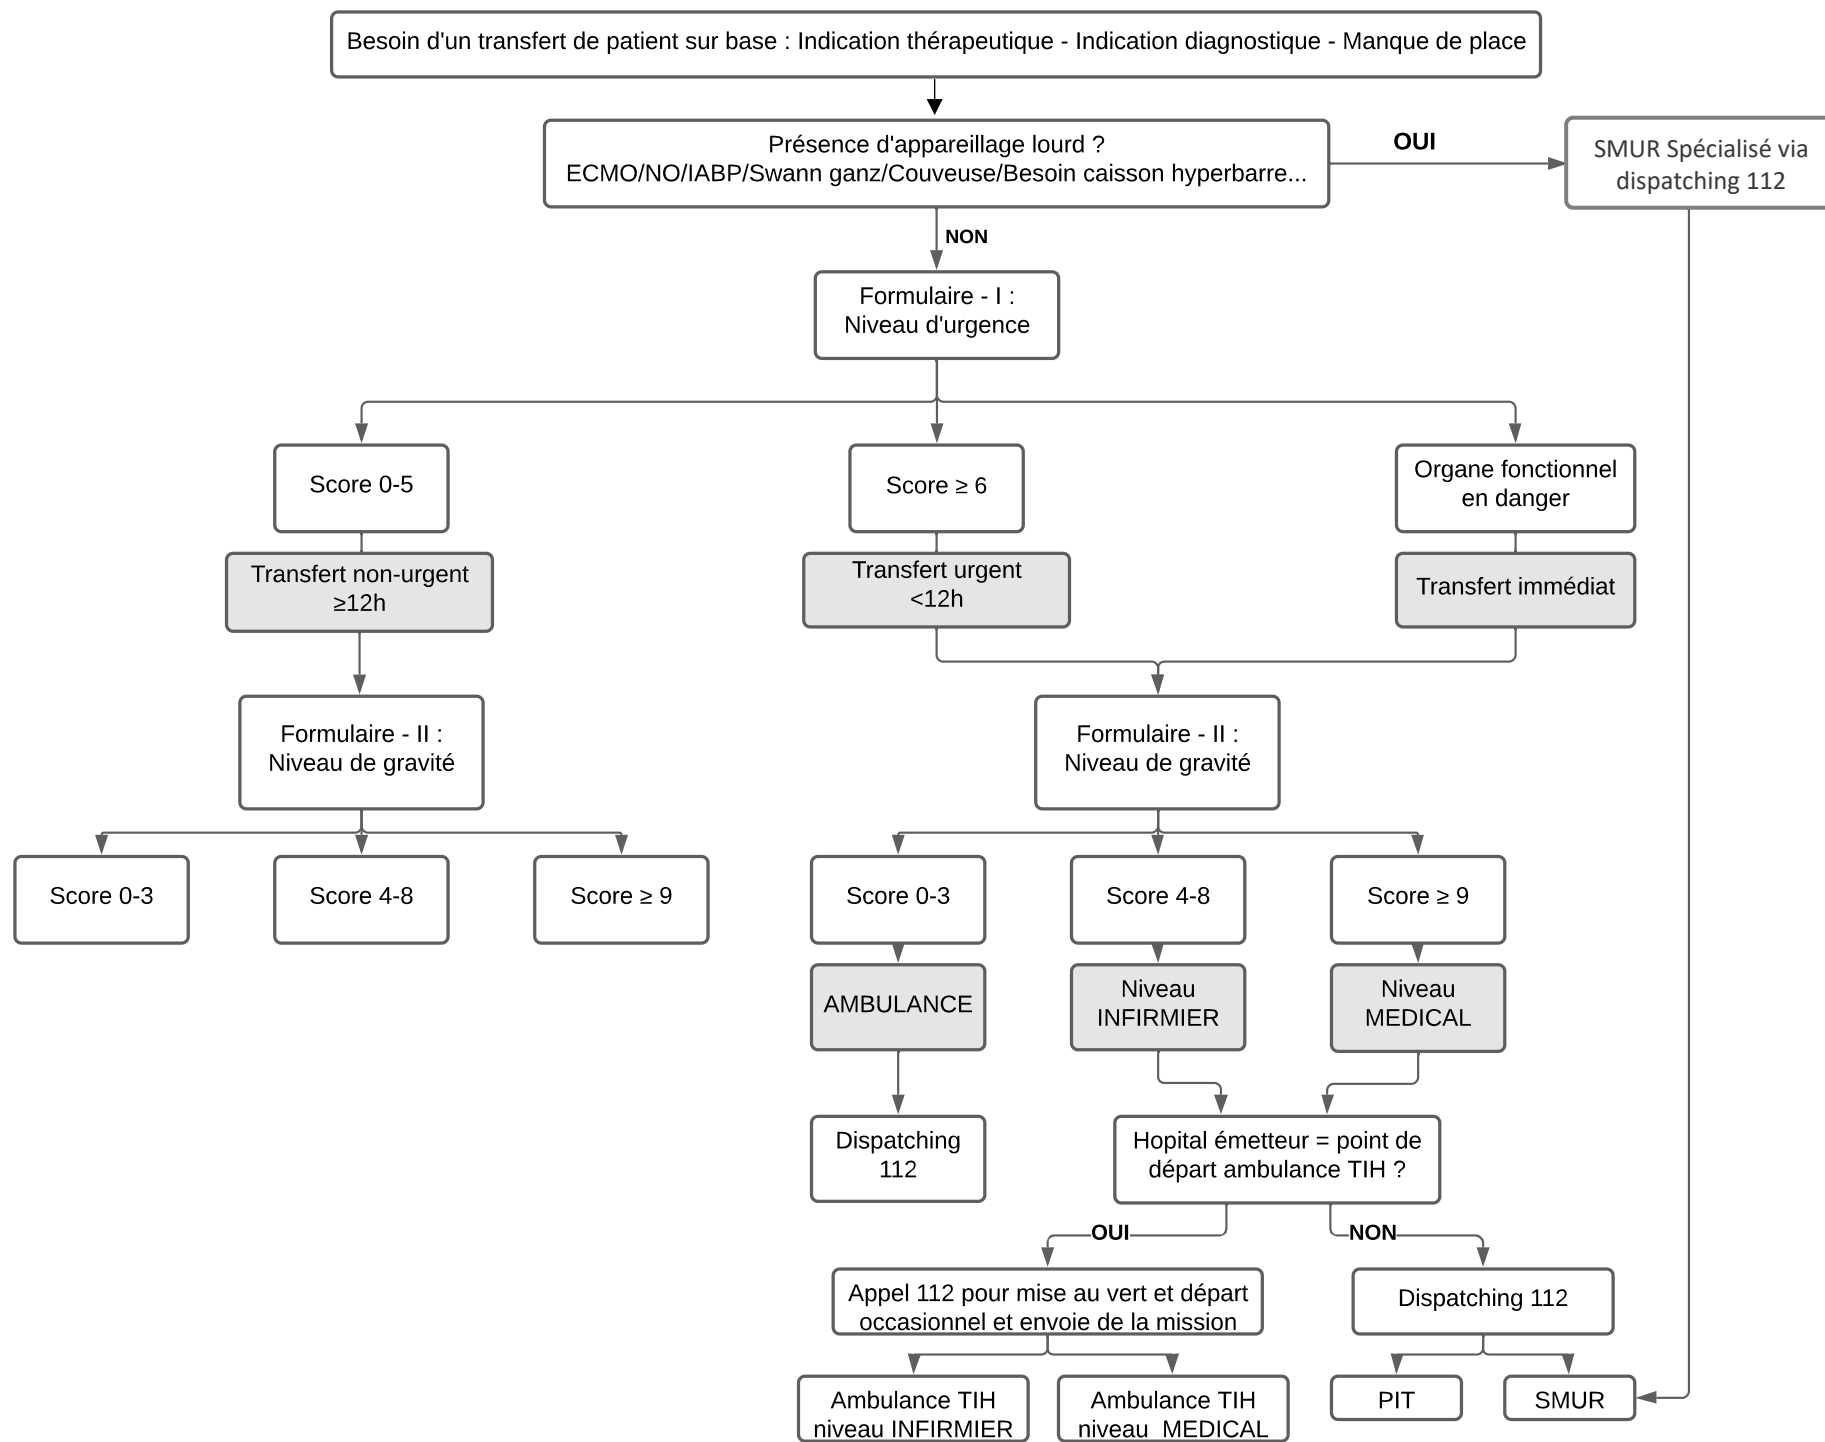 Besoin d'un transfert de patient sur base : Indication thérapeutique - Indication diagnostique - Manque de place
Présence d'appareillage lourd ?
ECMO/NO/IABP/Swann ganz/Couveuse/Besoin caisson hyperbarre...
OUI
SMUR Spécialisé via
dispatching 112
NON
Formulaire - I :
Niveau d'urgence
Score 0-5
Score ≥ 6
Organe fonctionnel
en danger
Transfert non-urgent
≥12h
Transfert urgent
<12h
Transfert immédiat
Formulaire - II :
Niveau de gravité
Formulaire - II :
Niveau de gravité
Score 0-3
Score 4-8
Score ≥ 9
Score 0-3
Score 4-8
Score ≥ 9
AMBULANCE
Niveau
INFIRMIER
Niveau
MEDICAL
Dispatching
112
Hopital émetteur = point de
départ ambulance TIH ?
OUI
NON
Appel 112 pour mise au vert et départ
occasionnel et envoie de la mission
Dispatching 112
Ambulance TIH
niveau INFIRMIER
Ambulance TIH
niveau  MEDICAL
PIT
SMUR